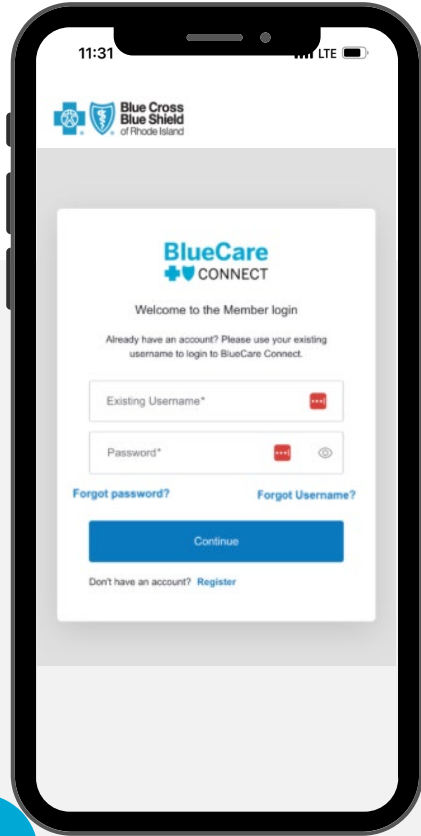 11:31
LTE
Blue Cross
Blue Shield
of Rhode Island
BlueCare
CONNECT
Welcome to the Member login
Already have an account? Please use your existing
username to login to BlueCare Connect.
Existing Username*
Password*
Forgot password? Forgot Username?
Continue
Don't have an account? Register